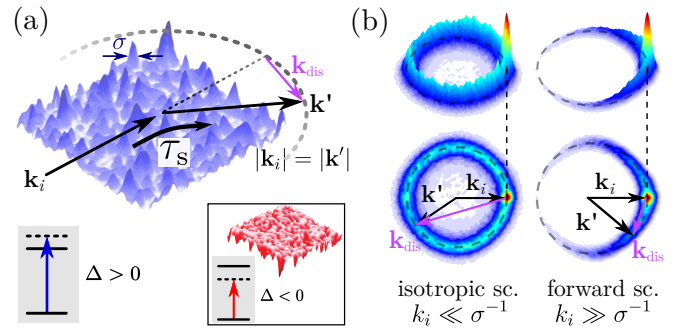 (a)
σ
k_dis
k'
τ_s
k_i
|k_i| = |k'|
Δ > 0
Δ < 0
(b)
k' k_i
k_dis
k_i
k'
k_dis
isotropic sc.
k_i ≪ σ⁻¹
forward sc.
k_i ≫ σ⁻¹